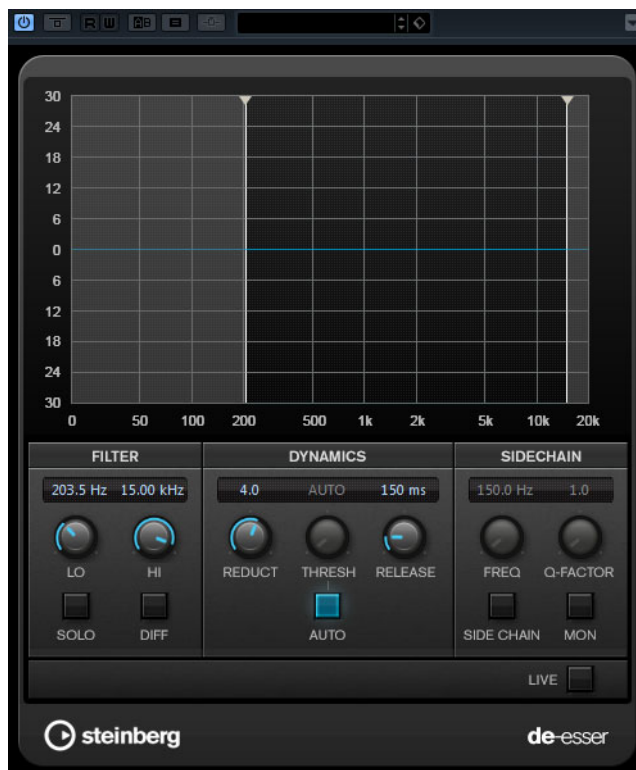 R W
30
24
18
12
6
0
6
12
18
24
30
0 50 100 200 500 1k 2k 5k 10k 20k
FILTER DYNAMICS SIDECHAIN
203.5 Hz 15.00 kHz 4.0 AUTO 150 ms 150.0 Hz 1.0
LO HI REDUCT THRESH RELEASE FREQ Q-FACTOR
SOLO DIFF AUTO SIDE CHAIN MON
LIVE
steinberg de-esser